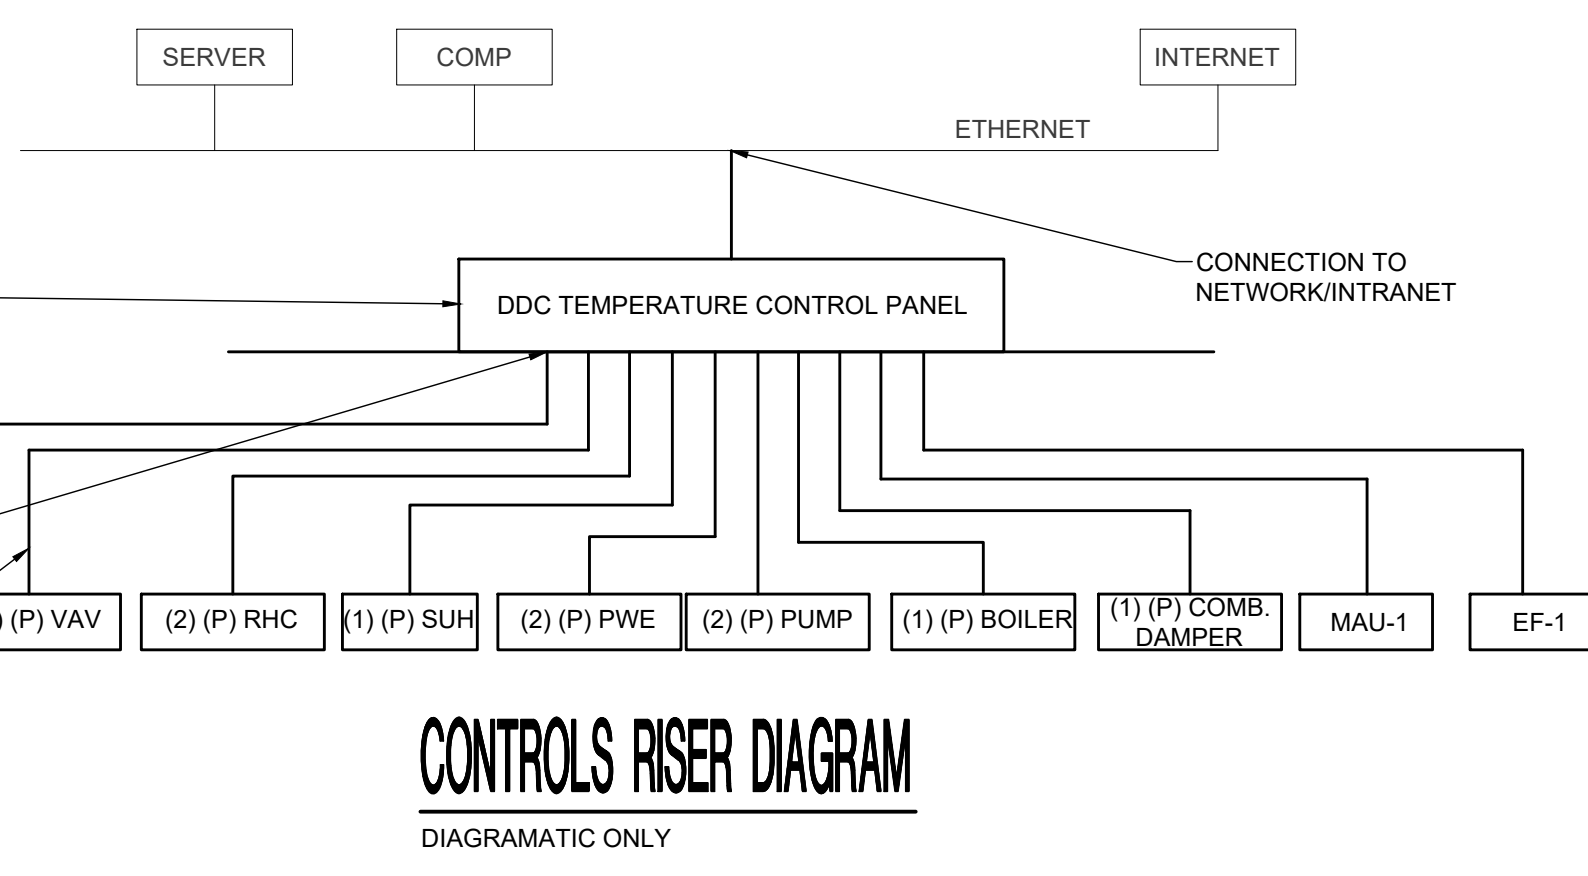 SERVER
COMP
INTERNET
ETHERNET
CONNECTION TO
NETWORK/INTRANET
DDC TEMPERATURE CONTROL PANEL
) (P) VAV
(2) (P) RHC
(1) (P) SUH
(2) (P) PWE
(2) (P) PUMP
(1) (P) BOILER
(1) (P) COMB.
DAMPER
MAU-1
EF-1
CONTROLS RISER DIAGRAM
DIAGRAMATIC ONLY